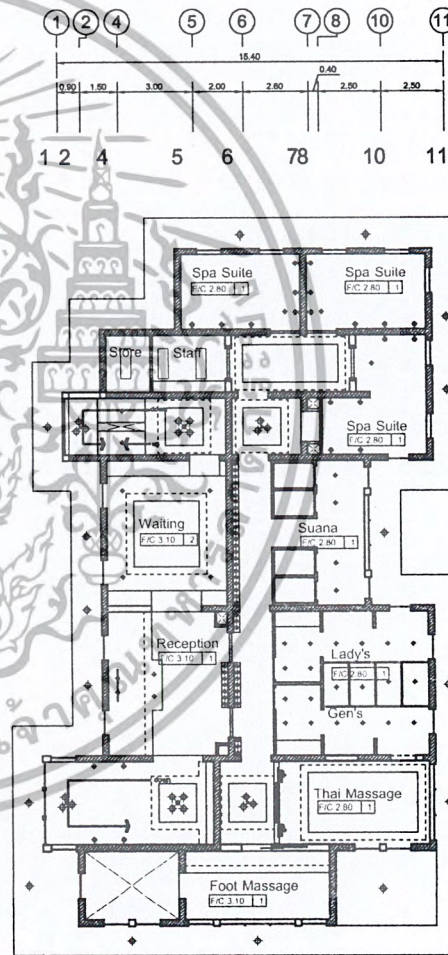 1 2 4 5 6 7 8 10 11
15.40
0.90 1.50 3.00 2.00 2.60 0.40 2.50 2.50
1 2 4 5 6 7 8 10 11
Spa Suite Spa Suite
F/C 2.80 1 F/C 2.80 1
Store Staff
Spa Suite
F/C 2.80 1
Waiting Suana
F/C 3.10 2 F/C 2.80 1
Reception Lady's
F/C 3.10 1 F/C 2.80 1
Gen's
down Thai Massage
F/C 2.80 1
Foot Massage
F/C 3.10 1